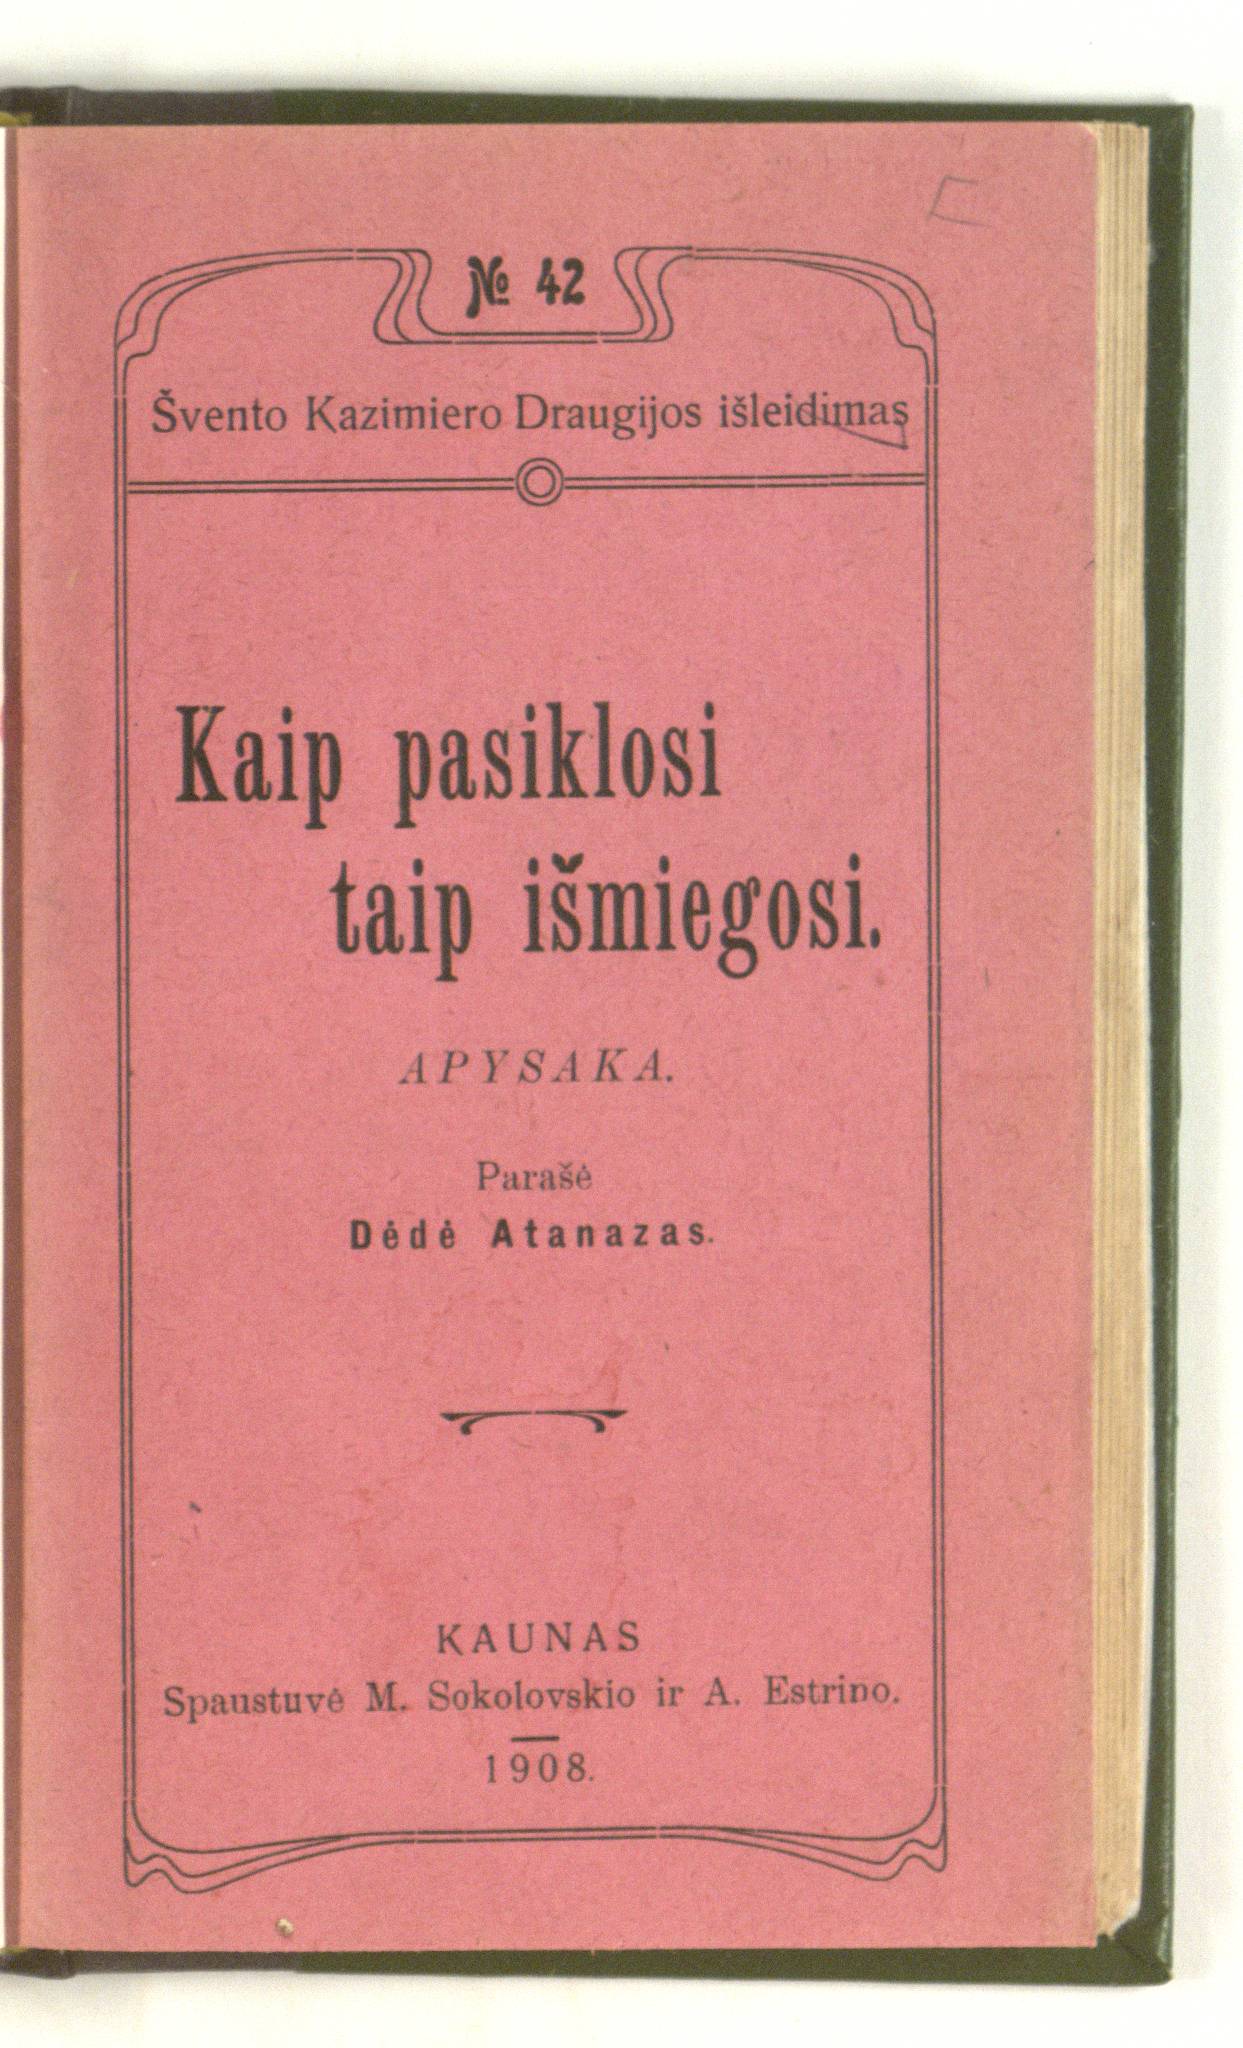 № 42
Švento Kazimiero Draugijos išleidimas
Kaip pasiklosi
taip išmiegosi.
APYSAKA.
Parašė
Dėdė Atanazas.
KAUNAS
Spaustuvė M. Sokolovskio ir A. Estrino.
1908.